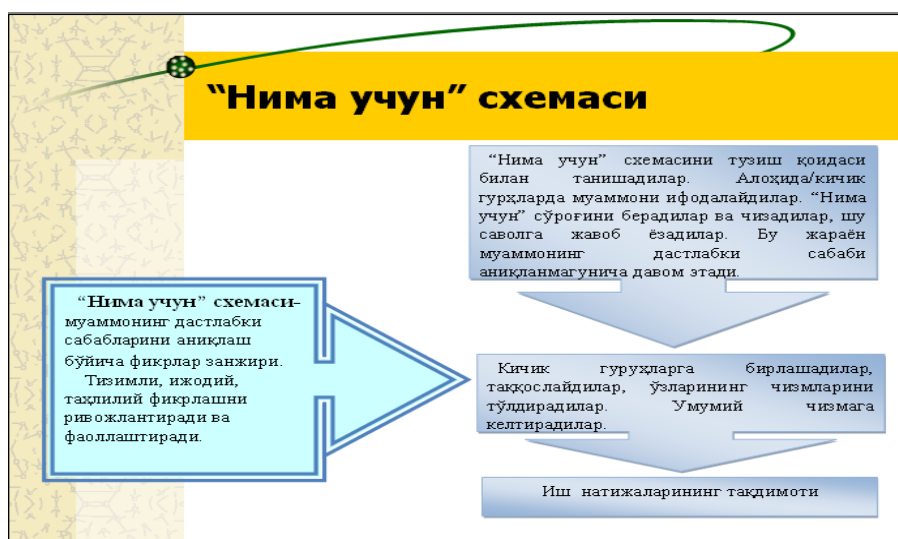 “Нима учун” схемаси
“Нима учун” схемасини тузиш қоидаси
билан танишадилар. Алоҳида/кичик
гурҳларда муаммони ифодалайдилар. “Нима
учун” сўроғини берадилар ва чизадилар, шу
саволга жавоб ёзадилар. Бу жараён
муаммонинг дастлабки сабаби
аниқланмагунича давом этади.
“Нима учун” схемаси-
муаммонинг дастлабки
сабабларини аниқлаш
бўйича фикрлар занжири.
Тизимли, ижодий,
таҳлилий фикрлашни
ривожлантиради ва
фаоллаштиради.
Кичик гуруҳларга бирлашадилар,
таққослайдилар, ўзларининг чизмларини
тўлдирадилар. Умумий чизмага
келтирадилар.
Иш натижаларининг тақдимоти